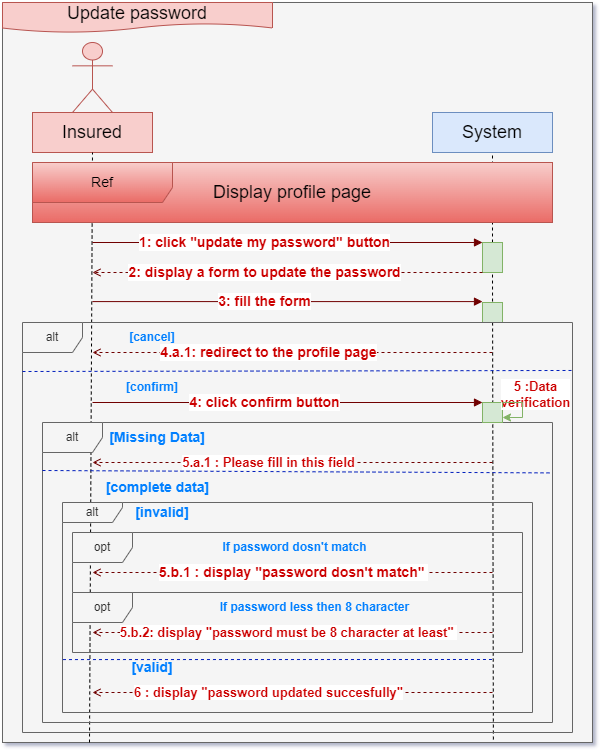 Update password
Insured
System
Ref
Display profile page
1: click "update my password" button
2: display a form to update the password
3: fill the form
alt
[cancel]
4.a.1: redirect to the profile page
[confirm]
5 :Data
verification
4: click confirm button
alt
[Missing Data]
5.a.1 : Please fill in this field
[complete data]
alt
[invalid]
opt
If password dosn't match
5.b.1 : display "password dosn't match"
opt
If password less then 8 character
5.b.2: display "password must be 8 character at least"
[valid]
6 : display "password updated succesfully"